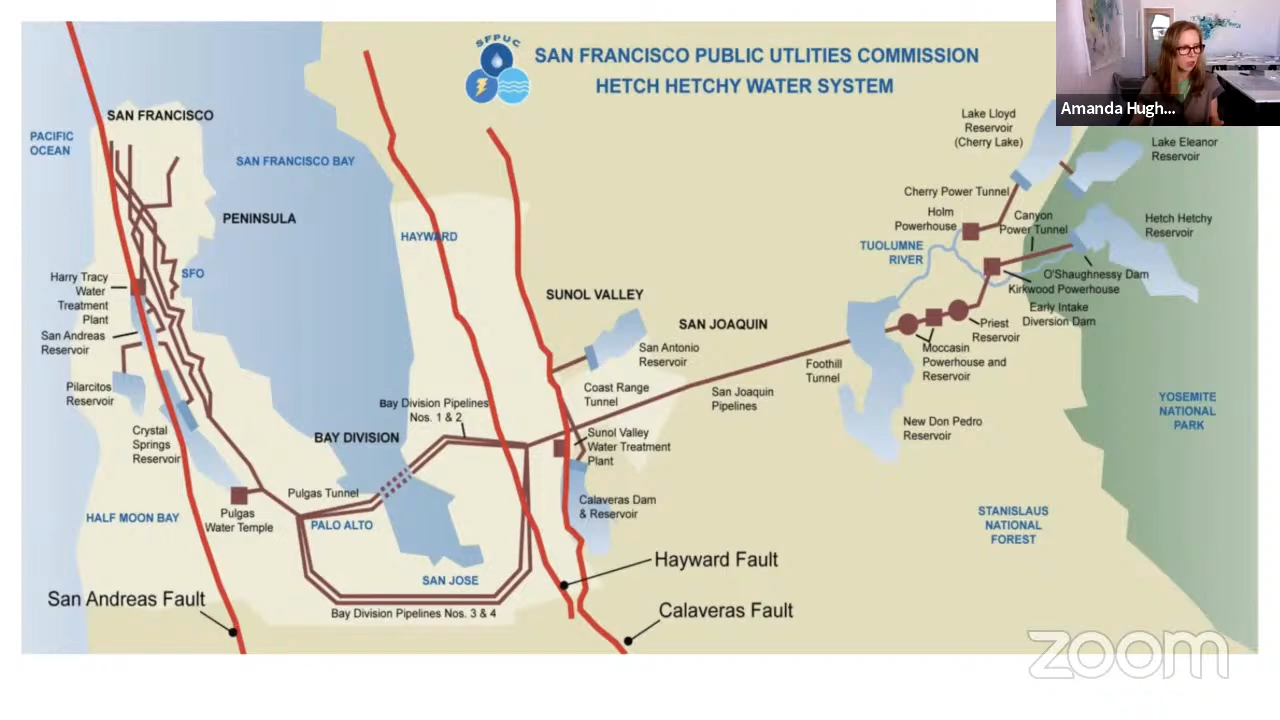 SFPUC
SAN FRANCISCO PUBLIC UTLITIES COMMISSION
HETCH HETCHY WATER SYSTEM
Amanda Hugh...
SAN FRANCISCO
PACIFIC
OCEAN
SAN FRANCISCO BAY
PENINSULA
HAYWARD
SFO
Harry Tracy
Water
Treatment
Plant
San Andreas
Reservoir
Pilarcitos
Reservoir
Crystal
Springs
Reservoir
HALF MOON BAY
Pulgas
Water Temple
Pulgas Tunnel
PALO ALTO
BAY DIVISION
Bay Division Pipelines
Nos. 1 & 2
SAN JOSE
Bay Division Pipelines Nos. 3 & 4
San Andreas Fault
Hayward Fault
Calaveras Fault
SUNOL VALLEY
San Antonio
Reservoir
Coast Range
Tunnel
Sunol Valley
Water Treatment
Plant
Calaveras Dam
& Reservoir
SAN JOAQUIN
San Joaquin
Pipelines
Foothill
Tunnel
New Don Pedro
Reservoir
Moccasin
Powerhouse and
Reservoir
Priest
Reservoir
Early Intake
Diversion Dam
Kirkwood Powerhouse
O'Shaughnessy Dam
Canyon
Power Tunnel
TUOLUMNE
RIVER
Holm
Powerhouse
Cherry Power Tunnel
Lake Lloyd
Reservoir
(Cherry Lake)
Lake Eleanor
Reservoir
Hetch Hetchy
Reservoir
YOSEMITE
NATIONAL
PARK
STANISLAUS
NATIONAL
FOREST
zoom